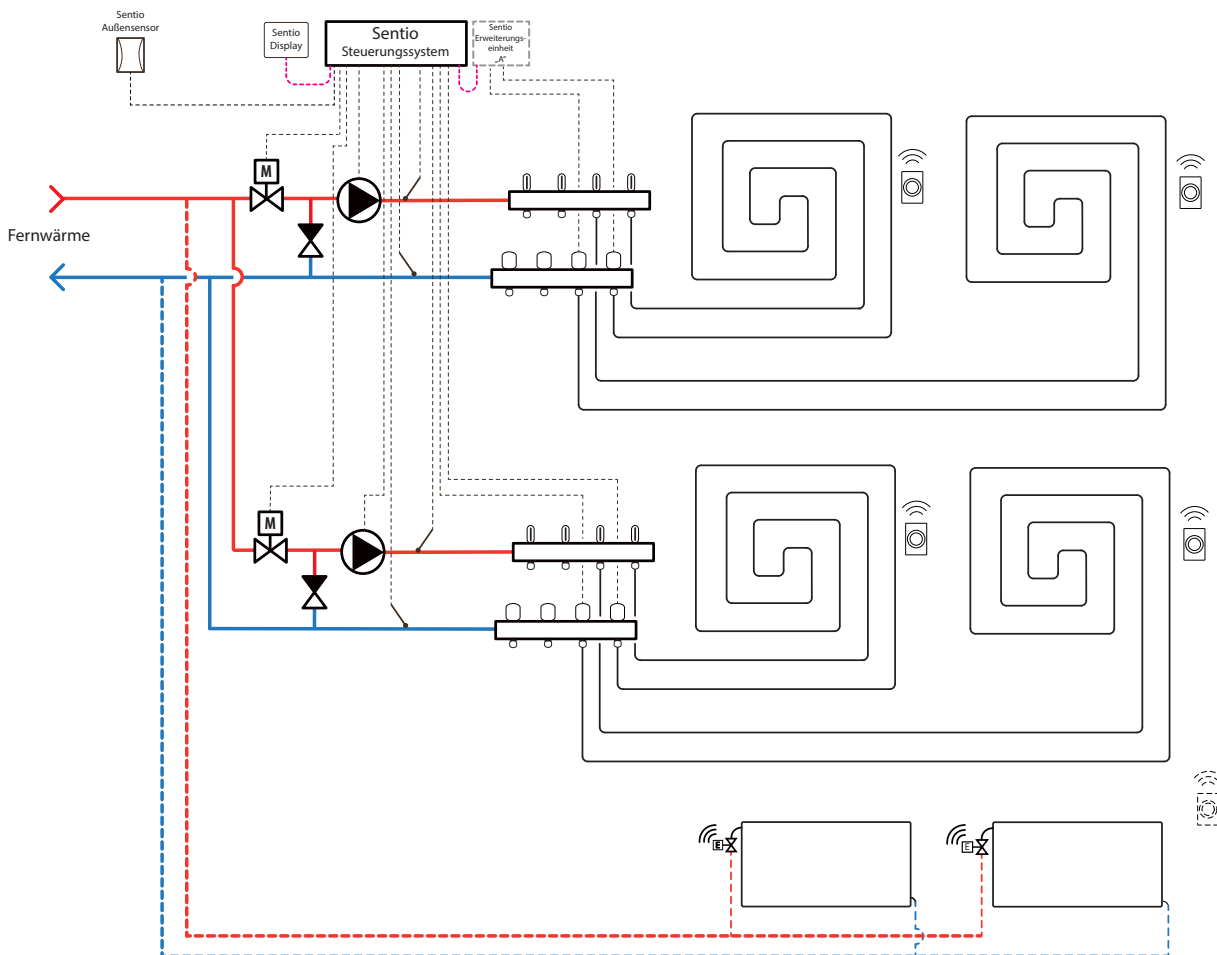 Sentio
Außensensor
Sentio
Display
Sentio
Steuerungssystem
Sentio
Erweiterungs-
einheit
„A“
M
Fernwärme
M
E
E